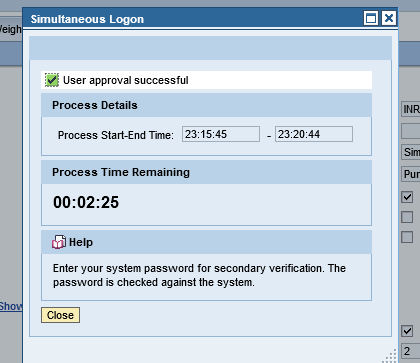 Simultaneous Logon
User approval successful
Process Details
Process Start-End Time: 23:15:45 - 23:20:44
Process Time Remaining
00:02:25
Help
Enter your system password for secondary verification. The
password is checked against the system.
Close
Weigh
Show
INR
Sim
Pur
2